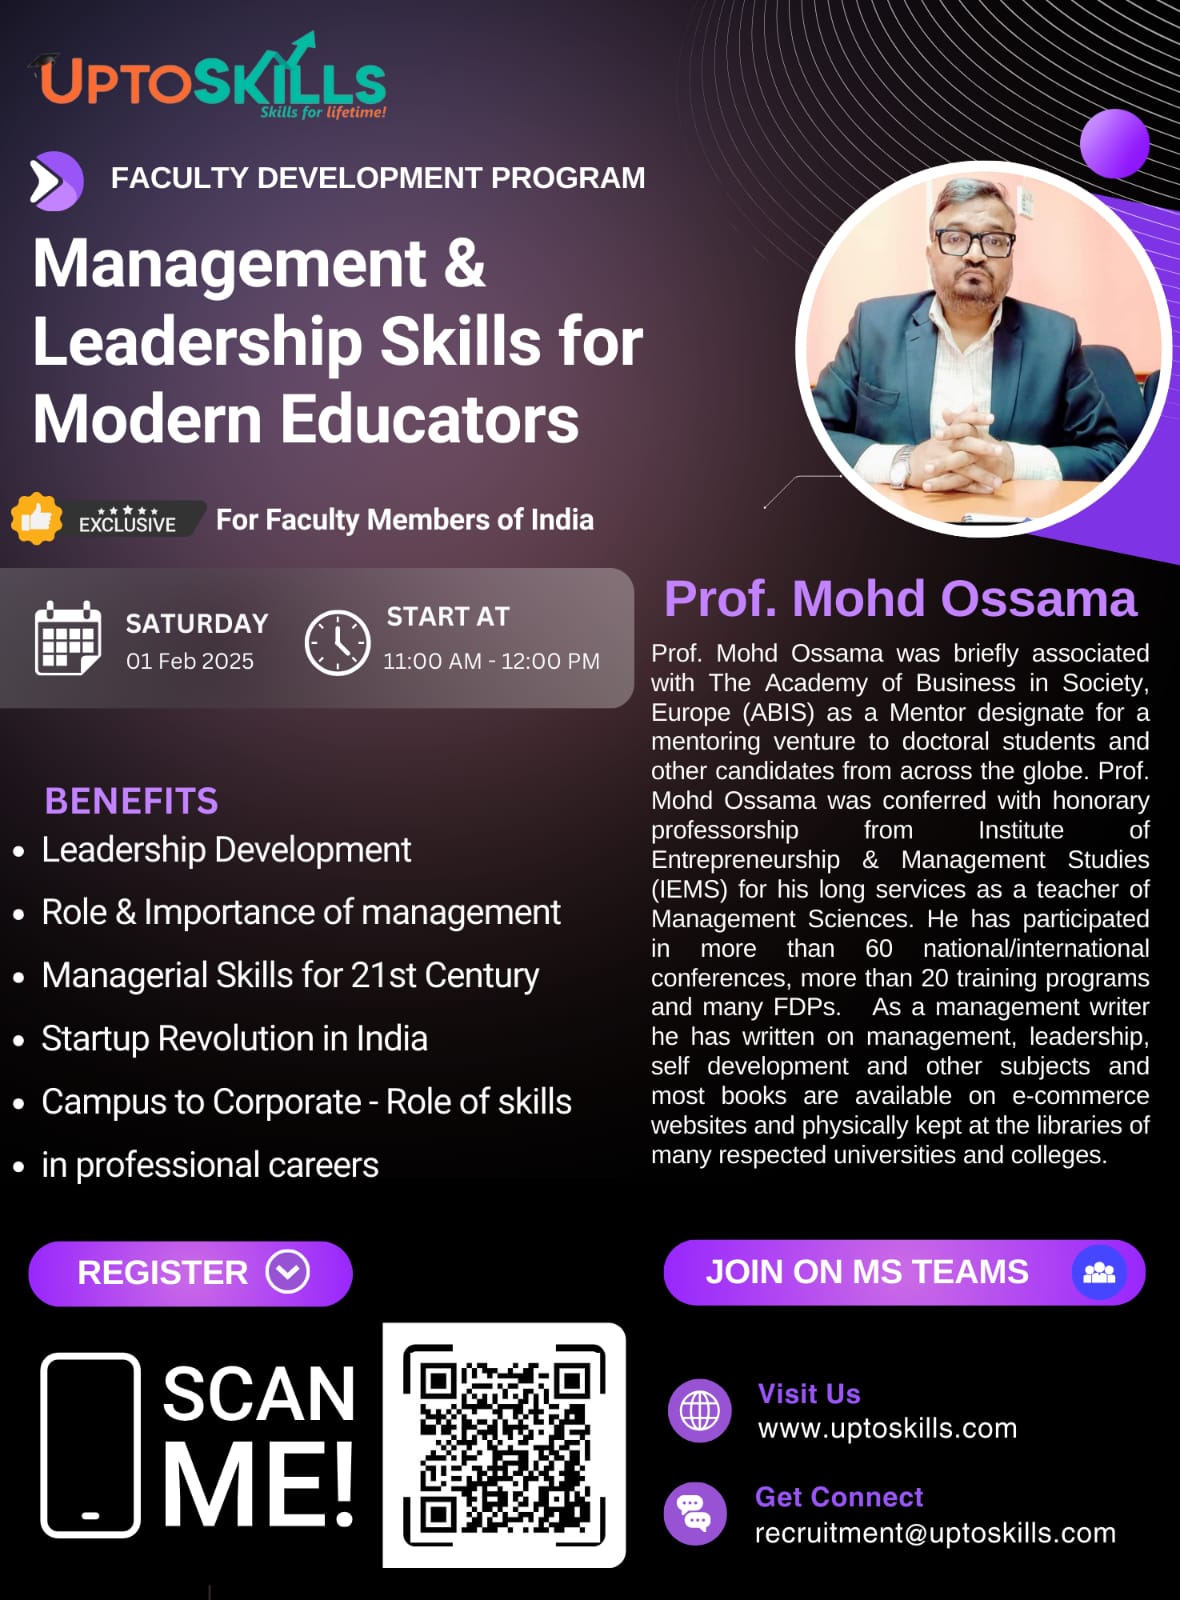 UPTOSKILLS
Skills for lifetime!
FACULTY DEVELOPMENT PROGRAM
Management &
Leadership Skills for
Modern Educators
EXCLUSIVE
For Faculty Members of India
SATURDAY
01 Feb 2025
START AT
11:00 AM - 12:00 PM
BENEFITS
• Leadership Development
• Role & Importance of management
• Managerial Skills for 21st Century
• Startup Revolution in India
• Campus to Corporate - Role of skills
• in professional careers
Prof. Mohd Ossama
Prof. Mohd Ossama was briefly associated
with The Academy of Business in Society,
Europe (ABIS) as a Mentor designate for a
mentoring venture to doctoral students and
other candidates from across the globe. Prof.
Mohd Ossama was conferred with honorary
professorship from Institute of
Entrepreneurship & Management Studies
(IEMS) for his long services as a teacher of
Management Sciences. He has participated
in more than 60 national/international
conferences, more than 20 training programs
and many FDPs. As a management writer
he has written on management, leadership,
self development and other subjects and
most books are available on e-commerce
websites and physically kept at the libraries of
many respected universities and colleges.
REGISTER
SCAN
ME!
JOIN ON MS TEAMS
Visit Us
www.uptoskills.com
Get Connect
recruitment@uptoskills.com